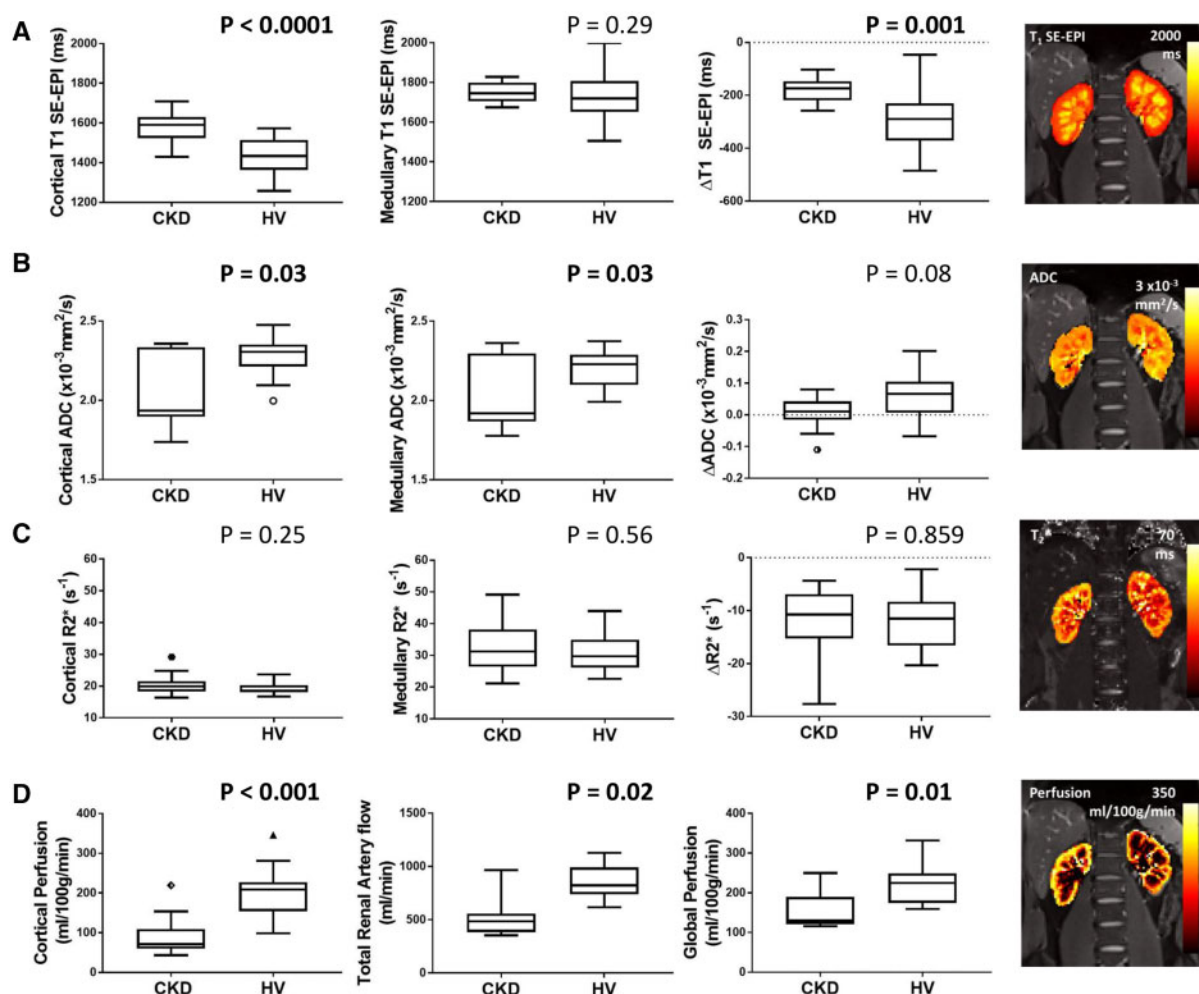 A
P < 0.0001
Cortical T1 SE-EPI (ms)
2000
1800
1600
1400
1200
CKD
HV
P = 0.29
Medullary T1 SE-EPI (ms)
2000
1800
1600
1400
1200
CKD
HV
P = 0.001
ΔT1 SE-EPI (ms)
0
-200
-400
-600
CKD
HV
T₁ SE-EPI
2000
ms
B
P = 0.03
Cortical ADC (x10⁻³mm²/s)
2.5
2.0
1.5
CKD
HV
P = 0.03
Medullary ADC (x10⁻³mm²/s)
2.5
2.0
1.5
CKD
HV
P = 0.08
ΔADC (x10⁻³mm²/s)
0.3
0.2
0.1
0.0
-0.1
-0.2
CKD
HV
ADC
3 x10⁻³
mm²/s
C
P = 0.25
Cortical R2* (s⁻¹)
60
50
40
30
20
10
CKD
HV
P = 0.56
Medullary R2* (s⁻¹)
60
50
40
30
20
10
CKD
HV
P = 0.859
ΔR2* (s⁻¹)
0
-10
-20
-30
CKD
HV
T₂*
70
ms
D
P < 0.001
Cortical Perfusion
(ml/100g/min)
400
300
200
100
0
CKD
HV
P = 0.02
Total Renal Artery flow
(ml/min)
1500
1000
500
0
CKD
HV
P = 0.01
Global Perfusion
(ml/100g/min)
400
300
200
100
0
CKD
HV
Perfusion
350
ml/100g/min